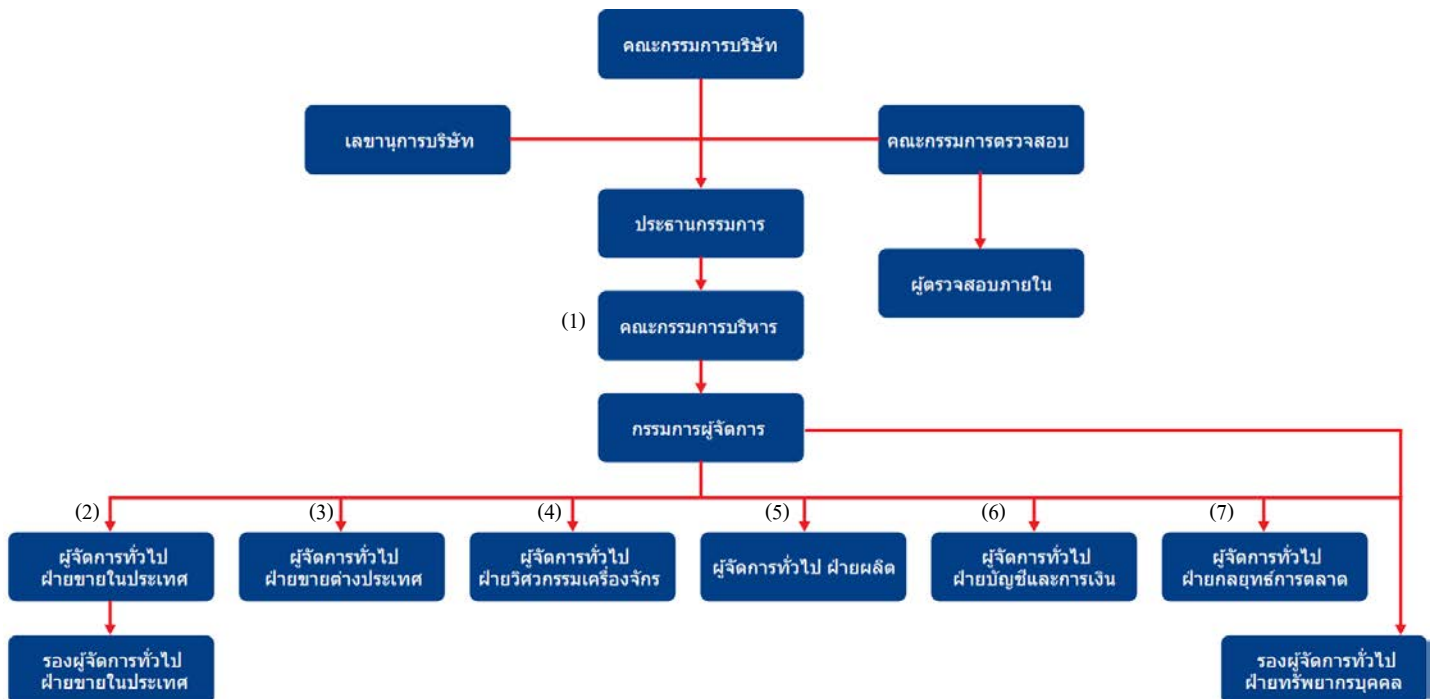 คณะกรรมการบริษัท
เลขานุการบริษัท
คณะกรรมการตรวจสอบ
ประธานกรรมการ
ผู้ตรวจสอบภายใน
(1)
คณะกรรมการบริหาร
กรรมการผู้จัดการ
(2)
(3)
(4)
(5)
(6)
(7)
ผู้จัดการทั่วไป
ฝ่ายขายในประเทศ
ผู้จัดการทั่วไป
ฝ่ายขายต่างประเทศ
ผู้จัดการทั่วไป
ฝ่ายวิศวกรรมเครื่องจักร
ผู้จัดการทั่วไป ฝ่ายผลิต
ผู้จัดการทั่วไป
ฝ่ายบัญชีและการเงิน
ผู้จัดการทั่วไป
ฝ่ายกลยุทธ์การตลาด
รองผู้จัดการทั่วไป
ฝ่ายขายในประเทศ
รองผู้จัดการทั่วไป
ฝ่ายทรัพยากรบุคคล